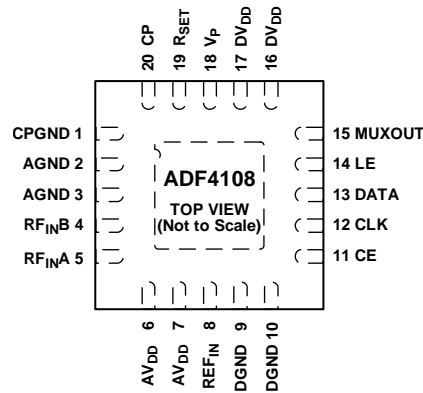 20 CP
19 RSET
18 VP
17 DVDD
16 DVDD
CPGND 1
AGND 2
AGND 3
RFINB 4
RFINA 5
ADF4108
TOP VIEW
(Not to Scale)
15 MUXOUT
14 LE
13 DATA
12 CLK
11 CE
AVDD 6
AVDD 7
REFIN 8
DGND 9
DGND 10